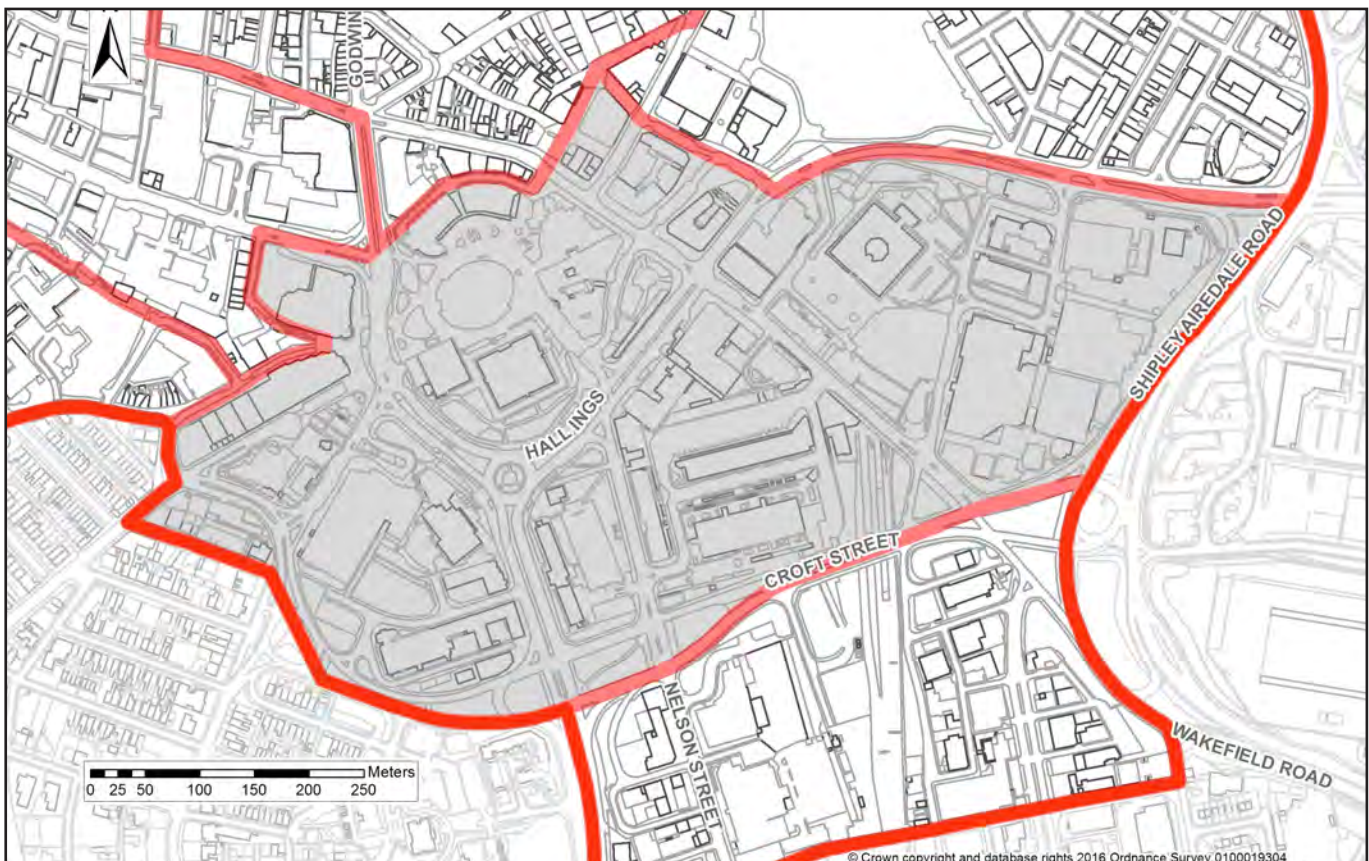 GODWIN
SHIPLEY AIREDALE ROAD
HALL INGS
CROFT STREET
NELSON STREET
WAKEFIELD ROAD
Meters
0 25 50 100 150 200 250
© Crown copyright and database rights 2016 Ordnance Survey 0100019304